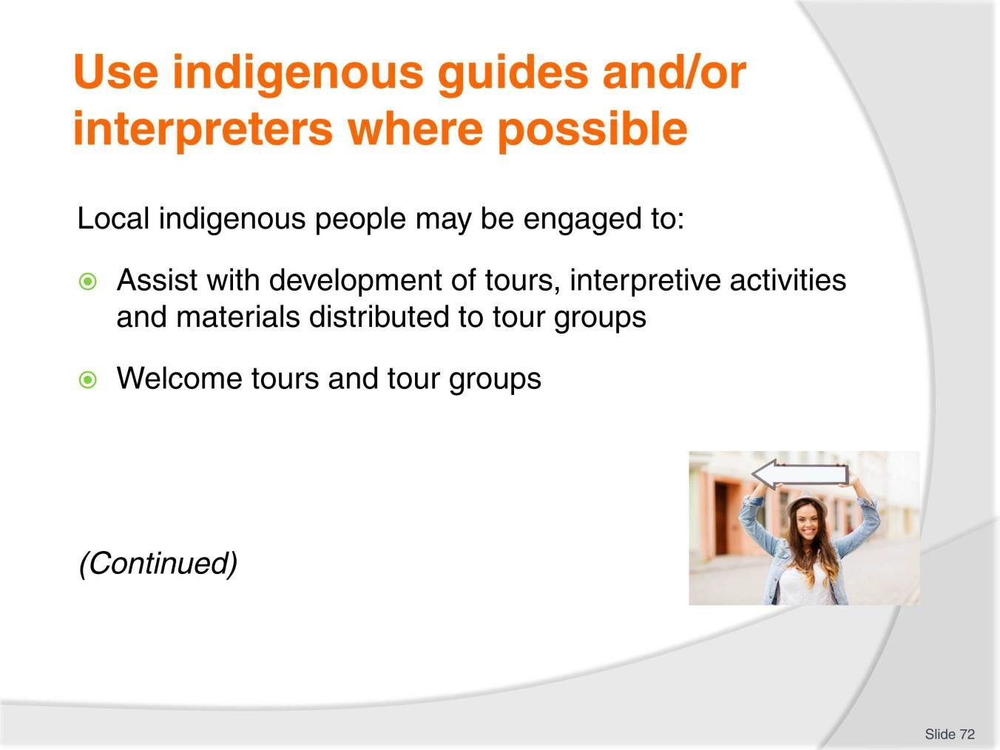 Use indigenous guides and/or
interpreters where possible
Local indigenous people may be engaged to:
Assist with development of tours, interpretive activities
and materials distributed to tour groups
Welcome tours and tour groups
(Continued)
Slide 72